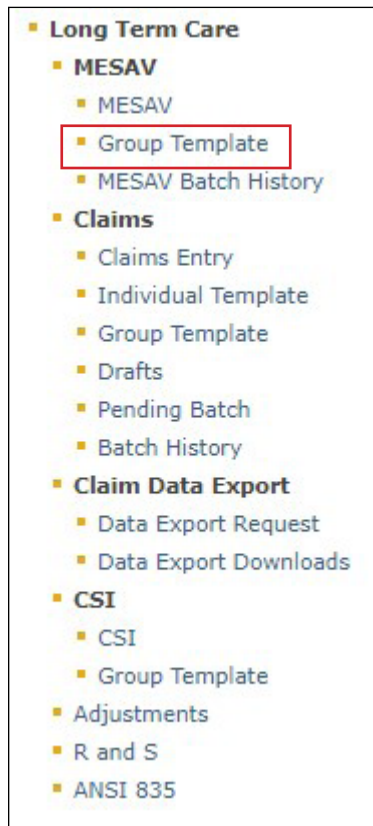 Long Term Care
MESAV
MESAV
Group Template
MESAV Batch History
Claims
Claims Entry
Individual Template
Group Template
Drafts
Pending Batch
Batch History
Claim Data Export
Data Export Request
Data Export Downloads
CSI
CSI
Group Template
Adjustments
R and S
ANSI 835